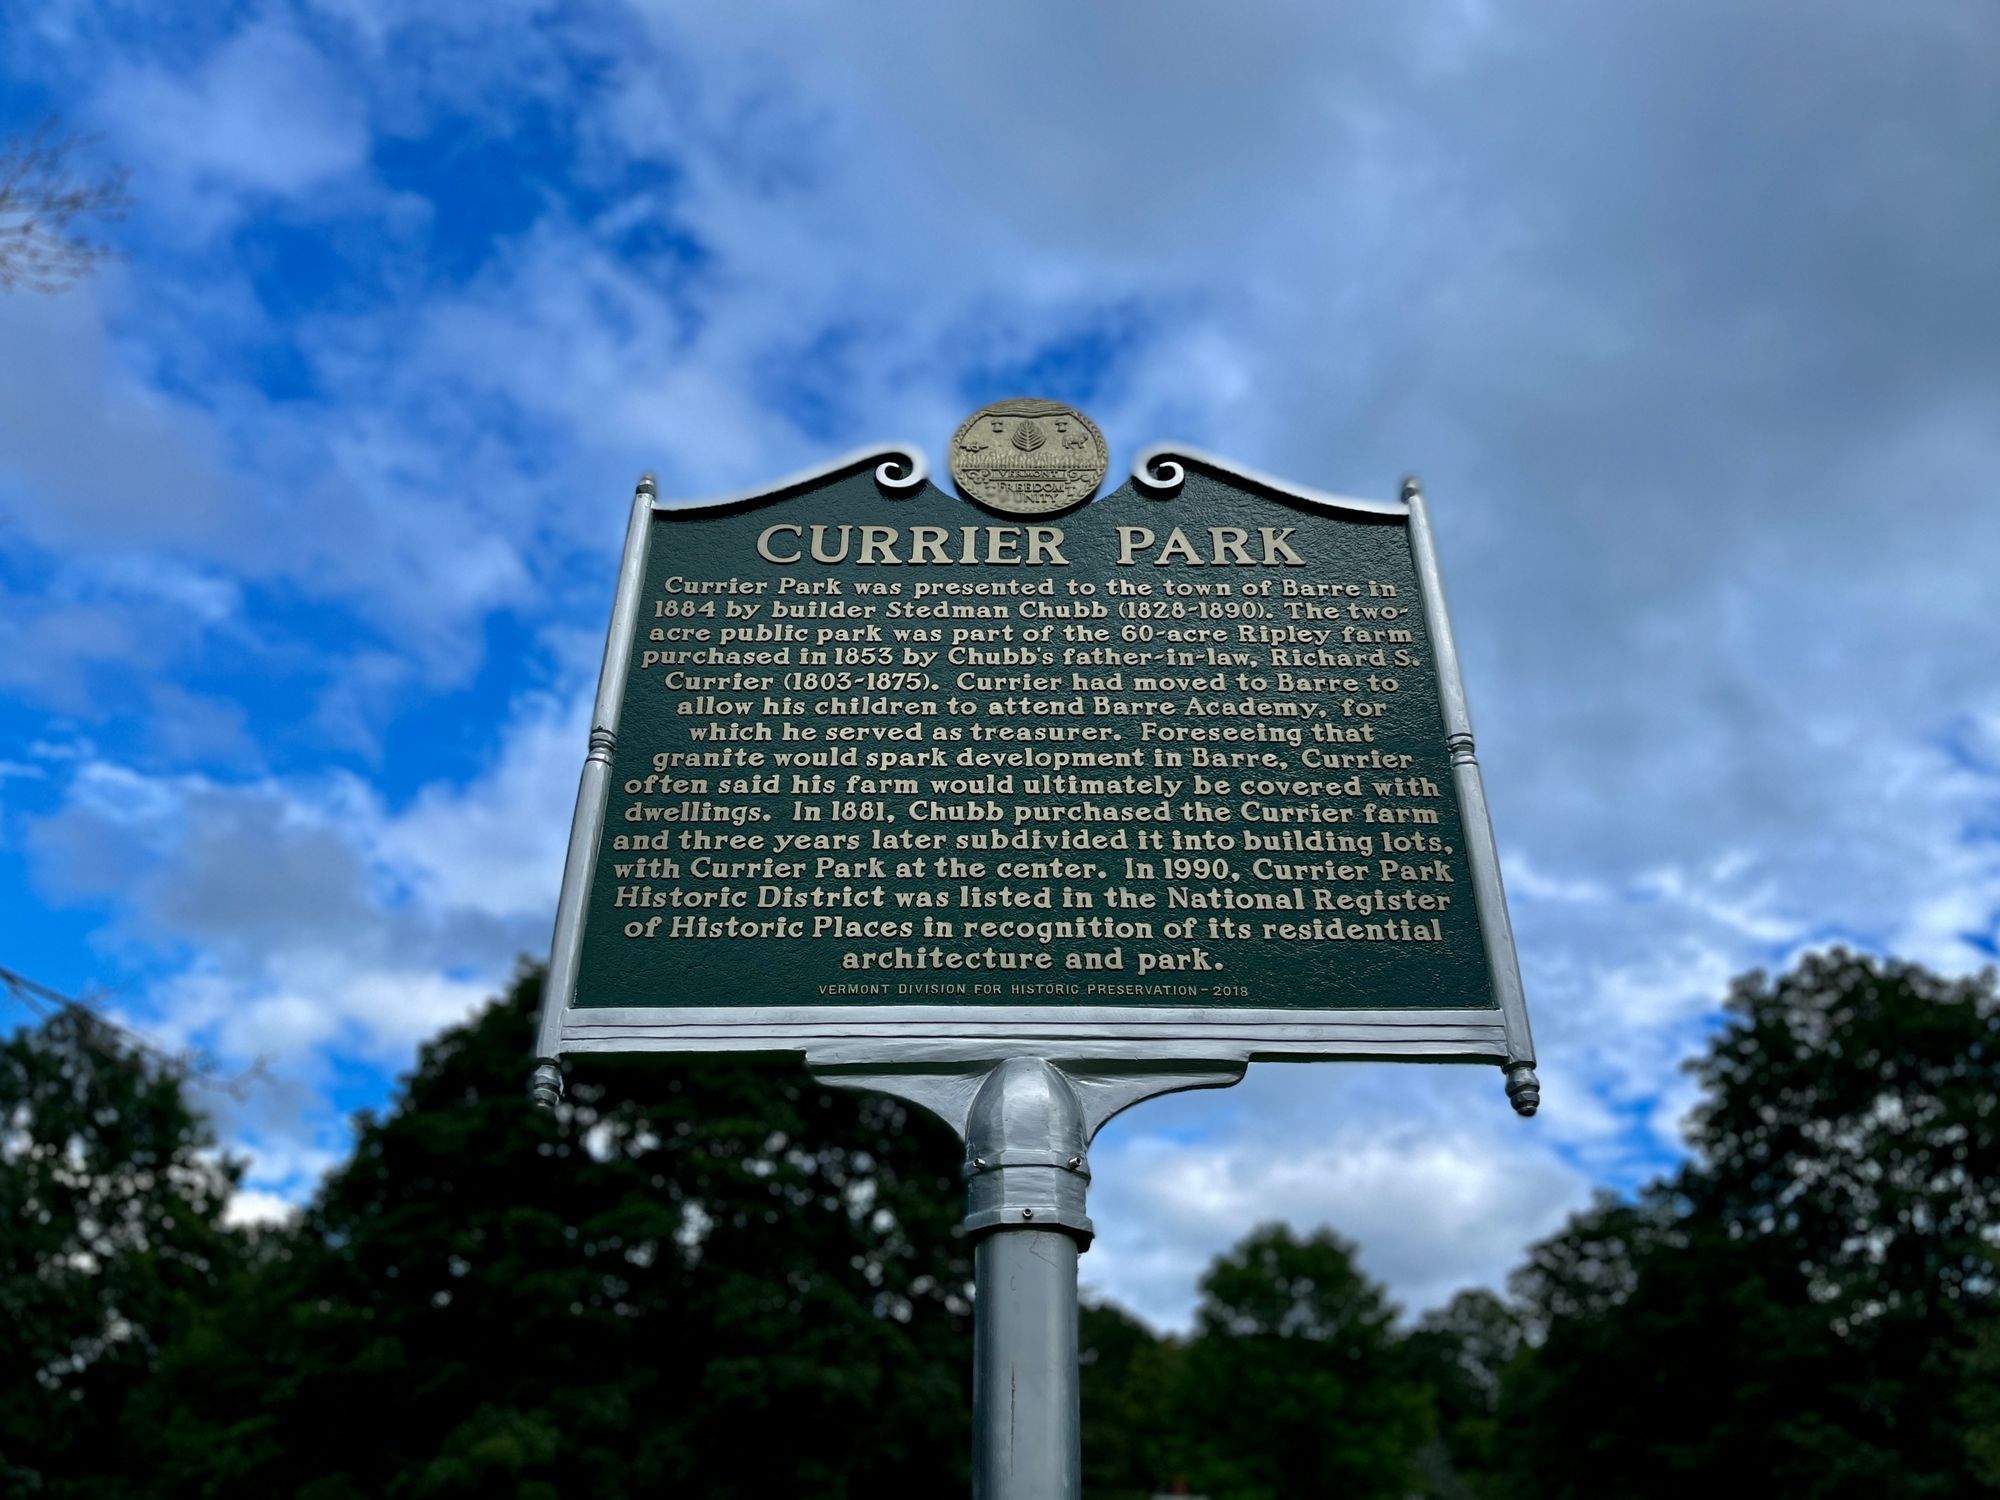 VERMONT
FREEDOM
UNITY
CURRIER PARK
Currier Park was presented to the town of Barre in
1884 by builder Stedman Chubb (1828-1890). The two-
acre public park was part of the 60-acre Ripley farm
purchased in 1853 by Chubb's father-in-law, Richard S.
Currier (1803-1875). Currier had moved to Barre to
allow his children to attend Barre Academy, for
which he served as treasurer. Foreseeing that
granite would spark development in Barre, Currier
often said his farm would ultimately be covered with
dwellings. In 1881, Chubb purchased the Currier farm
and three years later subdivided it into building lots,
with Currier Park at the center. In 1990, Currier Park
Historic District was listed in the National Register
of Historic Places in recognition of its residential
architecture and park.
VERMONT DIVISION FOR HISTORIC PRESERVATION - 2018